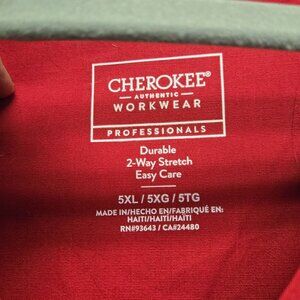 CHEROKEE®
AUTHENTIC
WORKWEAR
PROFESSIONALS
Durable
2-Way Stretch
Easy Care
5XL / 5XG / 5TG
MADE IN/HECHO EN/FABRIQUÉ EN:
HAITI/HAITÍ/HAÏTI
RN#93643 / CA#24480